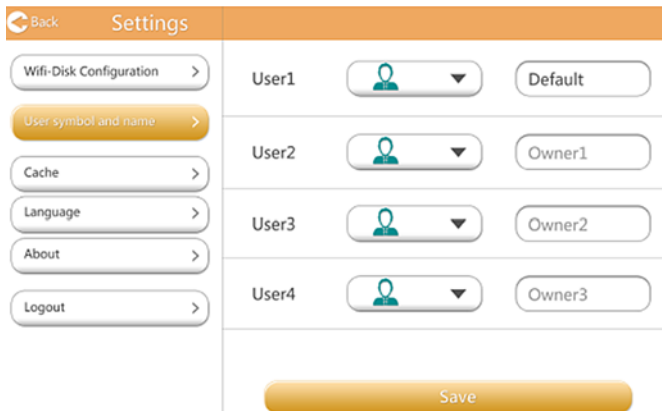 Back Settings
Wifi-Disk Configuration
User symbol and name
Cache
Language
About
Logout
User1 Default
User2 Owner1
User3 Owner2
User4 Owner3
Save